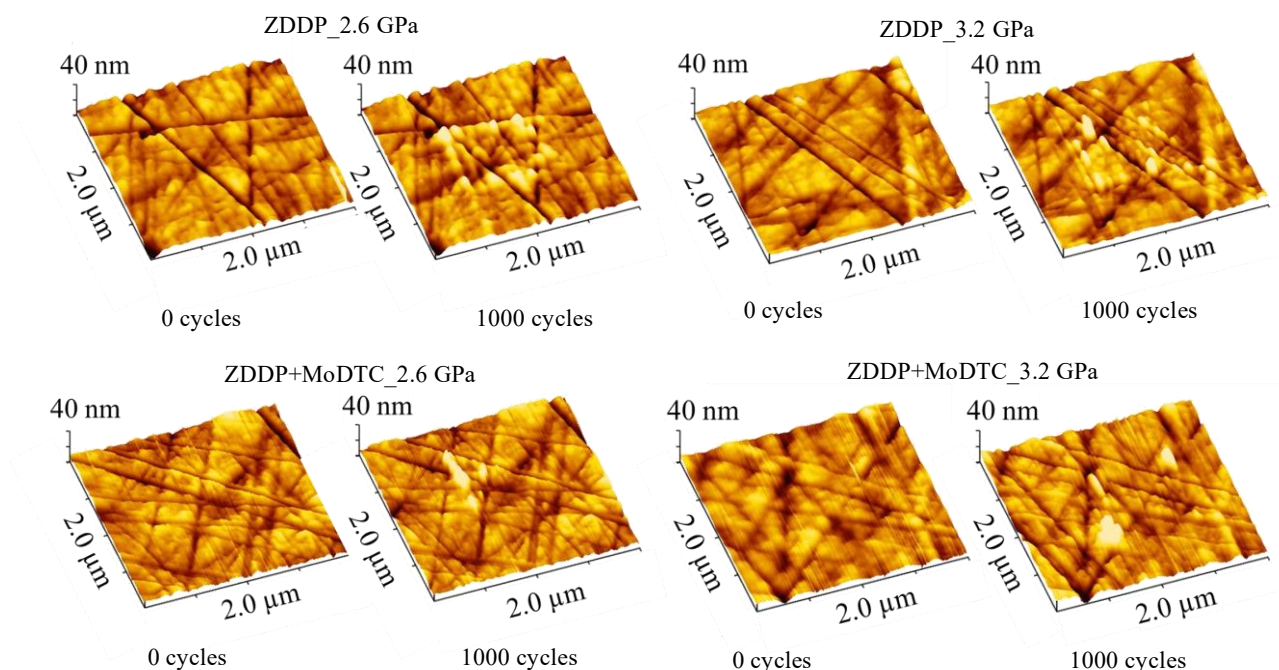 ZDDP_2.6 GPa
ZDDP_3.2 GPa
40 nm
40 nm
40 nm
40 nm
2.0 µm
2.0 µm
2.0 µm
2.0 µm
2.0 µm
2.0 µm
2.0 µm
2.0 µm
0 cycles
1000 cycles
0 cycles
1000 cycles
ZDDP+MoDTC_2.6 GPa
ZDDP+MoDTC_3.2 GPa
40 nm
40 nm
40 nm
40 nm
2.0 µm
2.0 µm
2.0 µm
2.0 µm
2.0 µm
2.0 µm
2.0 µm
2.0 µm
0 cycles
1000 cycles
0 cycles
1000 cycles